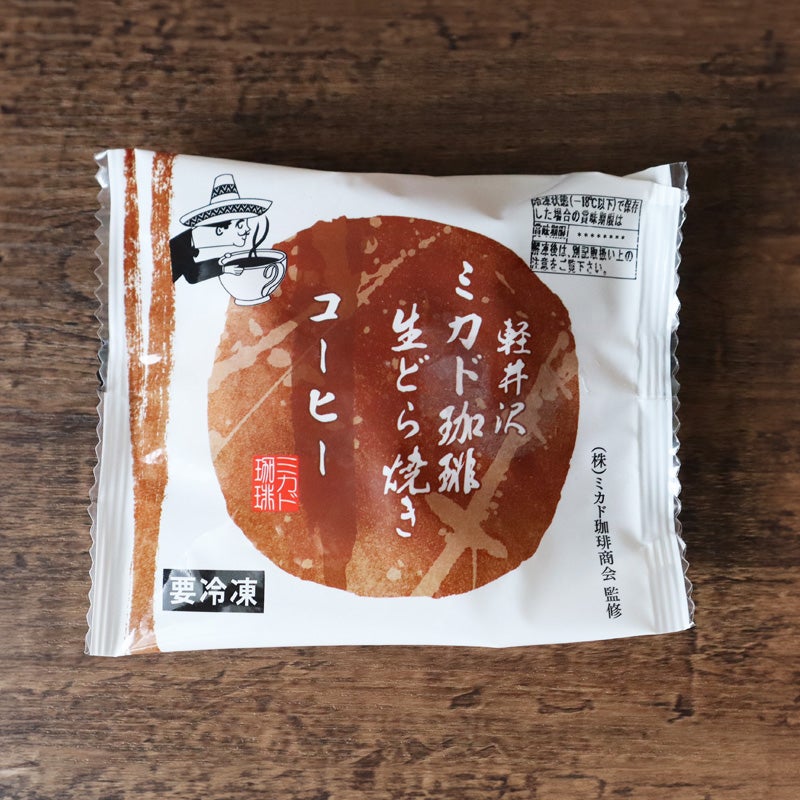 軽井沢
ミカド珈琲
生どら焼き
コーヒー
ミカド
珈琲
要冷凍
冷凍状態(-18℃以下)で保存
した場合の賞味期限は
賞味期限 ********
解凍後は、別記取扱い上の
注意をご覧下さい。
(株)ミカド珈琲商会 監修